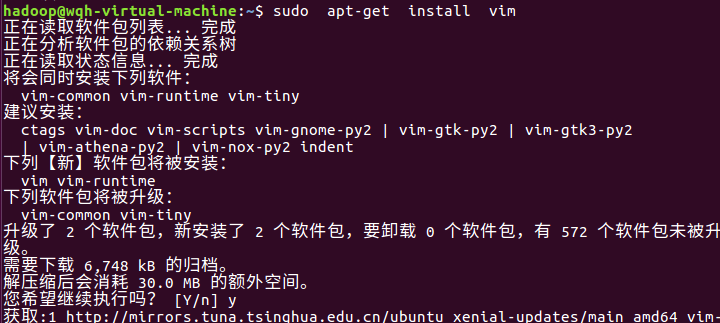 hadoop@wqh-virtual-machine:~$ sudo  apt-get  install  vim
正在读取软件包列表... 完成
正在分析软件包的依赖关系树
正在读取状态信息... 完成
将会同时安装下列软件：
  vim-common vim-runtime vim-tiny
建议安装：
  ctags vim-doc vim-scripts vim-gnome-py2 | vim-gtk-py2 | vim-gtk3-py2
  | vim-athena-py2 | vim-nox-py2 indent
下列【新】软件包将被安装：
  vim vim-runtime
下列软件包将被升级：
  vim-common vim-tiny
升级了 2 个软件包，新安装了 2 个软件包，要卸载 0 个软件包，有 572 个软件包未被升
级。
需要下载 6,748 kB 的归档。
解压缩后会消耗 30.0 MB 的额外空间。
您希望继续执行吗？ [Y/n] y
获取:1 http://mirrors.tuna.tsinghua.edu.cn/ubuntu xenial-updates/main amd64 vim-